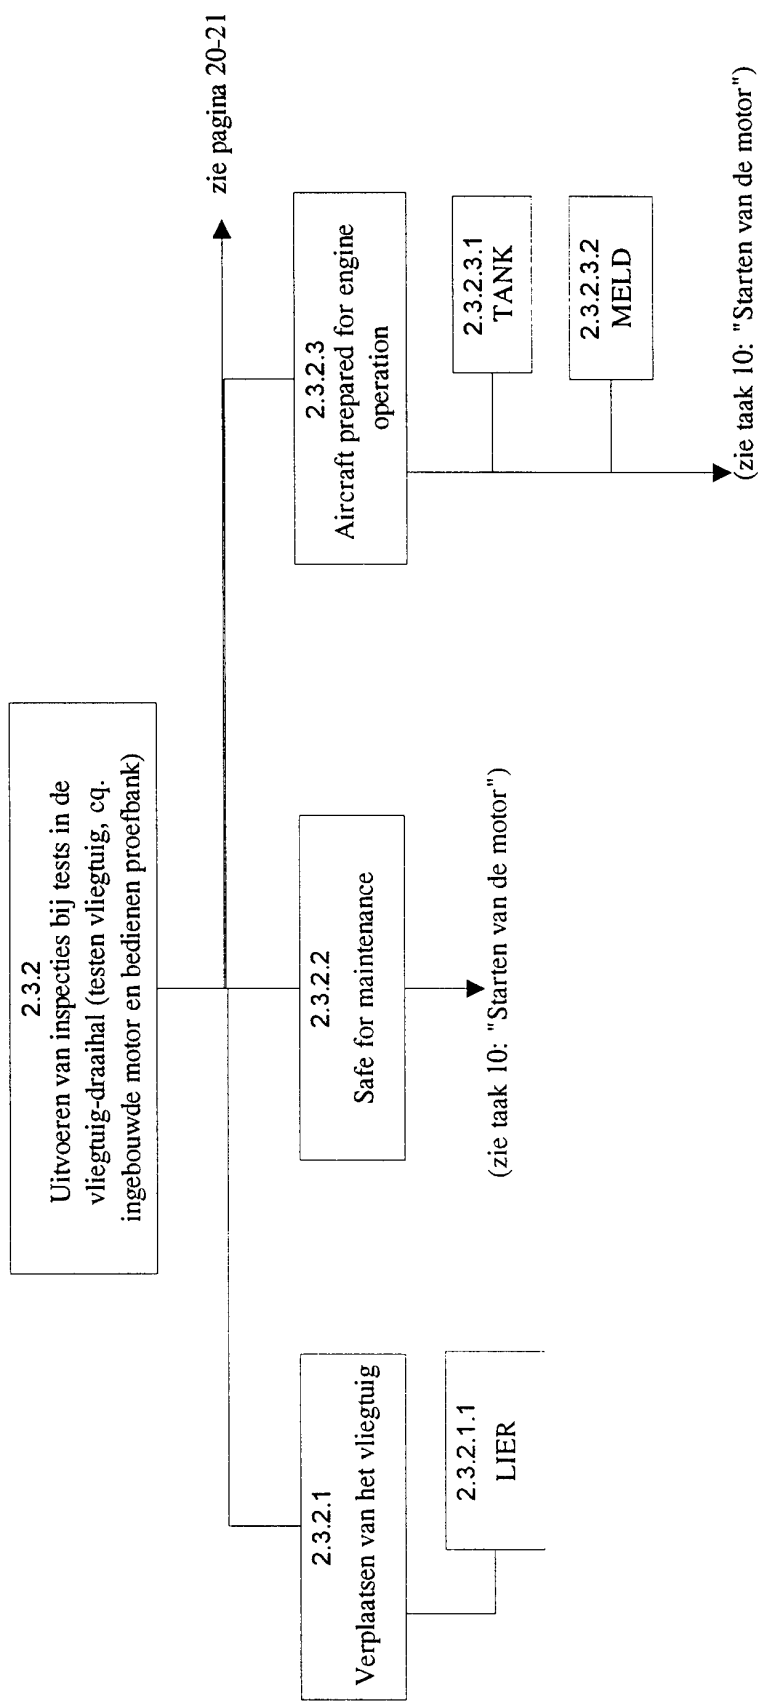 2.3.2
Uitvoeren van inspecties bij tests in de
vliegtuig-draaihal (testen vliegtuig, cq.
ingebouwde motor en bedienen proefbank)
zie pagina 20-21
2.3.2.1
Verplaatsen van het vliegtuig
2.3.2.1.1
LIER
2.3.2.2
Safe for maintenance
(zie taak 10: "Starten van de motor")
2.3.2.3
Aircraft prepared for engine
operation
2.3.2.3.1
TANK
2.3.2.3.2
MELD
(zie taak 10: "Starten van de motor")